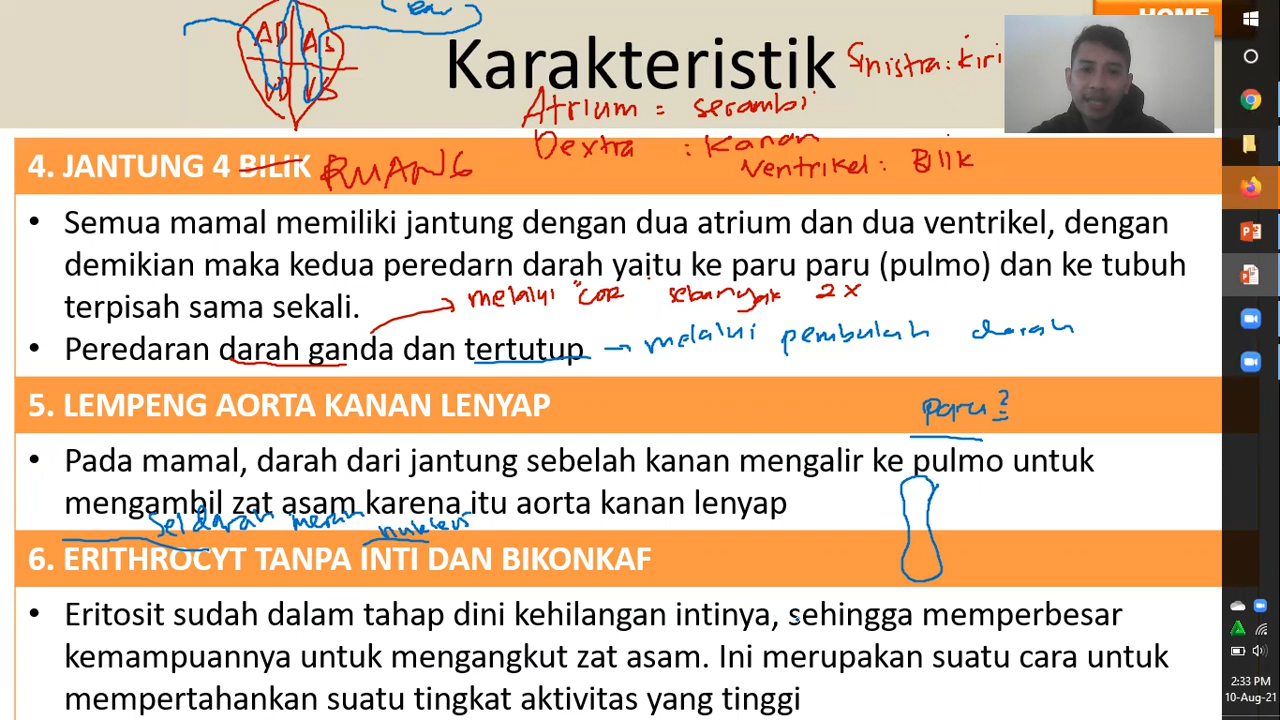 HOME
AD AS
VD VS
Karakteristik
Sinistra : Kiri
Atrium = serambi
Dextra : Kanan
Ventrikel : Bilik
4. JANTUNG 4 BILIK RUANG
• Semua mamal memiliki jantung dengan dua atrium dan dua ventrikel, dengan
demikian maka kedua peredarn darah yaitu ke paru paru (pulmo) dan ke tubuh
terpisah sama sekali.
melalui "cor sebanyak 2x
• Peredaran darah ganda dan tertutup
melalui pembuluh darah
5. LEMPENG AORTA KANAN LENYAP
paru2
• Pada mamal, darah dari jantung sebelah kanan mengalir ke pulmo untuk
mengambil zat asam karena itu aorta kanan lenyap
Sel darah merah nukleus
6. ERITHROCYT TANPA INTI DAN BIKONKAF
• Eritosit sudah dalam tahap dini kehilangan intinya, sehingga memperbesar
kemampuannya untuk mengangkut zat asam. Ini merupakan suatu cara untuk
mempertahankan suatu tingkat aktivitas yang tinggi
2:33 PM
10-Aug-21